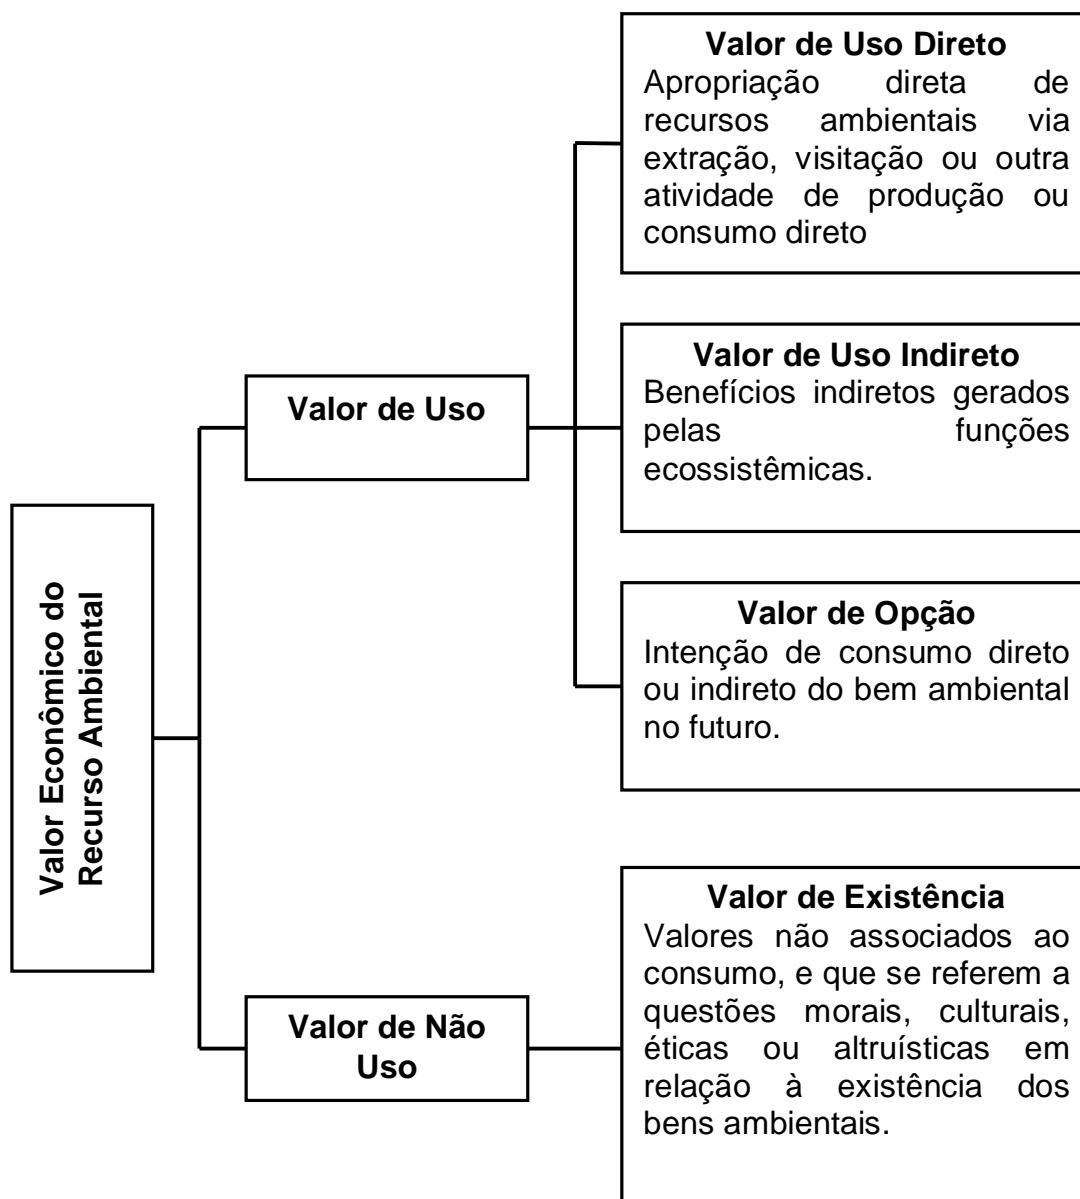 Valor Econômico do
Recurso Ambiental
Valor de Uso
Valor de Uso Direto
Apropriação direta de
recursos ambientais via
extração, visitação ou outra
atividade de produção ou
consumo direto
Valor de Uso Indireto
Benefícios indiretos gerados
pelas funções
ecossistêmicas.
Valor de Opção
Intenção de consumo direto
ou indireto do bem ambiental
no futuro.
Valor de Não
Uso
Valor de Existência
Valores não associados ao
consumo, e que se referem a
questões morais, culturais,
éticas ou altruísticas em
relação à existência dos
bens ambientais.